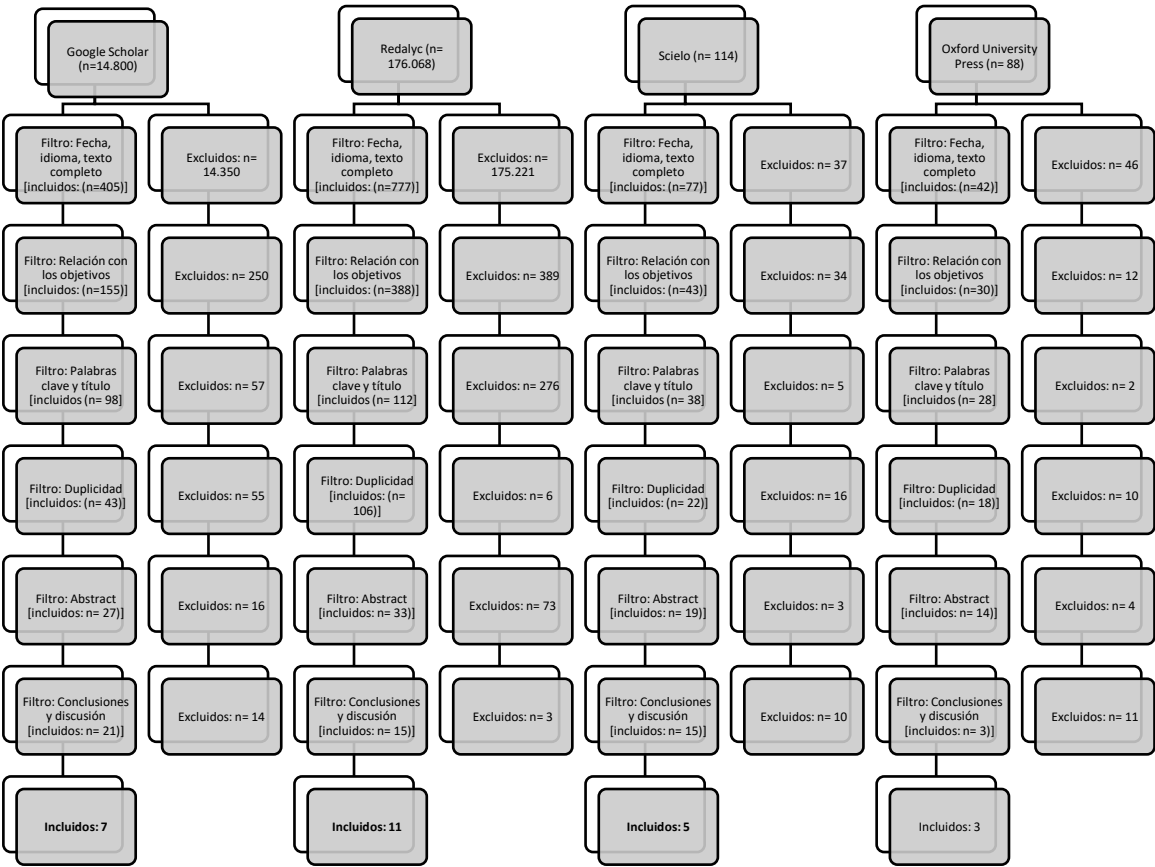 Google Scholar
(n=14.800)
Redalyc (n=
176.068)
Scielo (n= 114)
Oxford University
Press (n= 88)
Filtro: Fecha,
idioma, texto
completo
[incluidos: (n=405)]
Excluidos: n=
14.350
Filtro: Fecha,
idioma, texto
completo
[incluidos: (n=777)]
Excluidos: n=
175.221
Filtro: Fecha,
idioma, texto
completo
[incluidos: (n=77)]
Excluidos: n= 37
Filtro: Fecha,
idioma, texto
completo
[incluidos: (n=42)]
Excluidos: n= 46
Filtro: Relación con
los objetivos
[incluidos: (n=155)]
Excluidos: n= 250
Filtro: Relación con
los objetivos
[incluidos: (n=388)]
Excluidos: n= 389
Filtro: Relación con
los objetivos
[incluidos: (n=43)]
Excluidos: n= 34
Filtro: Relación con
los objetivos
[incluidos: (n=30)]
Excluidos: n= 12
Filtro: Palabras
clave y título
[incluidos (n= 98]
Excluidos: n= 57
Filtro: Palabras
clave y título
[incluidos (n= 112]
Excluidos: n= 276
Filtro: Palabras
clave y título
[incluidos (n= 38]
Excluidos: n= 5
Filtro: Palabras
clave y título
[incluidos (n= 28]
Excluidos: n= 2
Filtro: Duplicidad
[incluidos: (n= 43)]
Excluidos: n= 55
Filtro: Duplicidad
[incluidos: (n=
106)]
Excluidos: n= 6
Filtro: Duplicidad
[incluidos: (n= 22)]
Excluidos: n= 16
Filtro: Duplicidad
[incluidos: (n= 18)]
Excluidos: n= 10
Filtro: Abstract
[incluidos: n= 27)]
Excluidos: n= 16
Filtro: Abstract
[incluidos: n= 33)]
Excluidos: n= 73
Filtro: Abstract
[incluidos: n= 19)]
Excluidos: n= 3
Filtro: Abstract
[incluidos: n= 14)]
Excluidos: n= 4
Filtro: Conclusiones
y discusión
[incluidos: n= 21)]
Excluidos: n= 14
Filtro: Conclusiones
y discusión
[incluidos: n= 15)]
Excluidos: n= 3
Filtro: Conclusiones
y discusión
[incluidos: n= 15)]
Excluidos: n= 10
Filtro: Conclusiones
y discusión
[incluidos: n= 3)]
Excluidos: n= 11
Incluidos: 7
Incluidos: 11
Incluidos: 5
Incluidos: 3